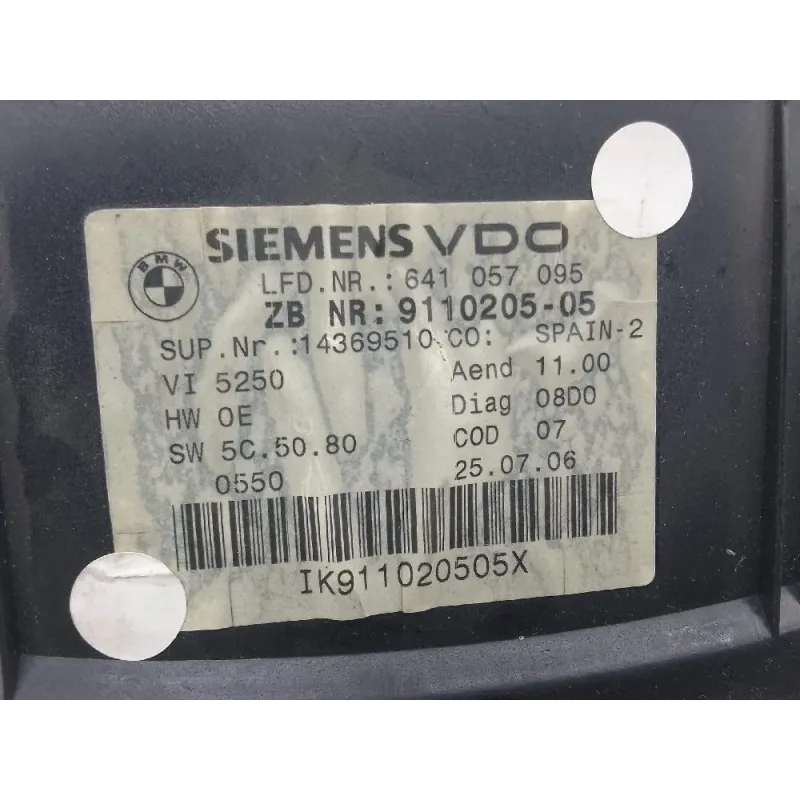 SIEMENS VDO
BMW
LFD.NR.: 641 057 095
ZB NR: 9110205-05
SUP.Nr.:14369510 CO: SPAIN-2
VI 5250 Aend 11.00
HW 0E Diag 08D0
SW 5C.50.80 COD 07
0550 25.07.06
IK911020505X